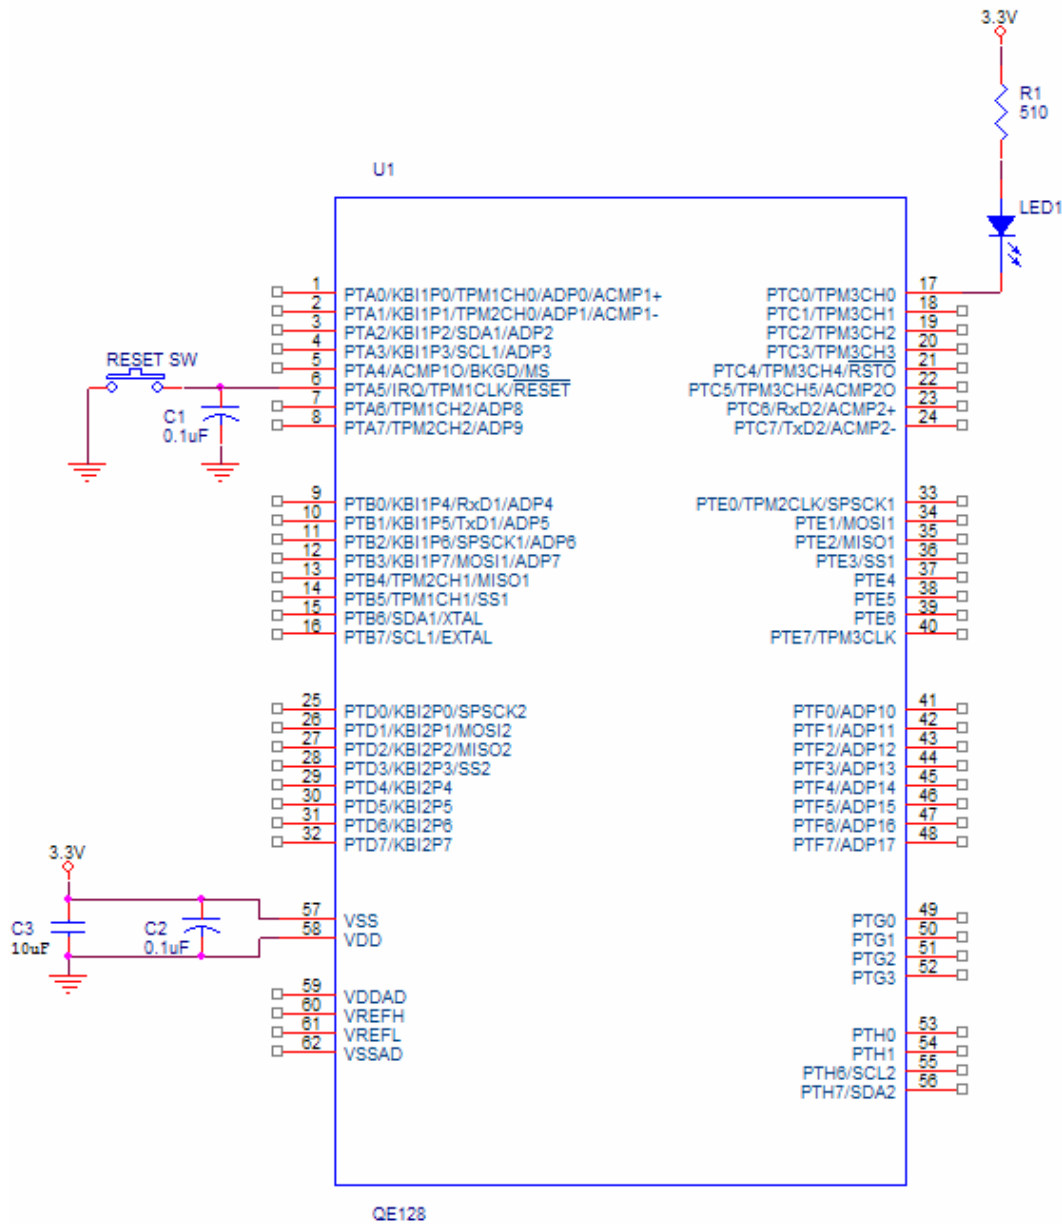 3.3V
R1
510
LED1
U1
1
PTA0/KBI1P0/TPM1CH0/ADP0/ACMP1+
2
PTA1/KBI1P1/TPM2CH0/ADP1/ACMP1-
3
PTA2/KBI1P2/SDA1/ADP2
4
PTA3/KBI1P3/SCL1/ADP3
5
PTA4/ACMP1O/BKGD/MS
6
PTA5/IRQ/TPM1CLK/RESET
7
PTA6/TPM1CH2/ADP8
8
PTA7/TPM2CH2/ADP9
RESET SW
C1
0.1uF
PTC0/TPM3CH0
17
PTC1/TPM3CH1
18
PTC2/TPM3CH2
19
PTC3/TPM3CH3
20
PTC4/TPM3CH4/RSTO
21
PTC5/TPM3CH5/ACMP2O
22
PTC6/RxD2/ACMP2+
23
PTC7/TxD2/ACMP2-
24
9
PTB0/KBI1P4/RxD1/ADP4
10
PTB1/KBI1P5/TxD1/ADP5
11
PTB2/KBI1P6/SPSCK1/ADP6
12
PTB3/KBI1P7/MOSI1/ADP7
13
PTB4/TPM2CH1/MISO1
14
PTB5/TPM1CH1/SS1
15
PTB6/SDA1/XTAL
16
PTB7/SCL1/EXTAL
PTE0/TPM2CLK/SPSCK1
33
PTE1/MOSI1
34
PTE2/MISO1
35
PTE3/SS1
36
PTE4
37
PTE5
38
PTE6
39
PTE7/TPM3CLK
40
25
PTD0/KBI2P0/SPSCK2
26
PTD1/KBI2P1/MOSI2
27
PTD2/KBI2P2/MISO2
28
PTD3/KBI2P3/SS2
29
PTD4/KBI2P4
30
PTD5/KBI2P5
31
PTD6/KBI2P6
32
PTD7/KBI2P7
PTF0/ADP10
41
PTF1/ADP11
42
PTF2/ADP12
43
PTF3/ADP13
44
PTF4/ADP14
45
PTF5/ADP15
46
PTF6/ADP16
47
PTF7/ADP17
48
3.3V
C3
10uF
C2
0.1uF
57
VSS
58
VDD
59
VDDAD
60
VREFH
61
VREFL
62
VSSAD
PTG0
49
PTG1
50
PTG2
51
PTG3
52
PTH0
53
PTH1
54
PTH6/SCL2
55
PTH7/SDA2
56
QE128